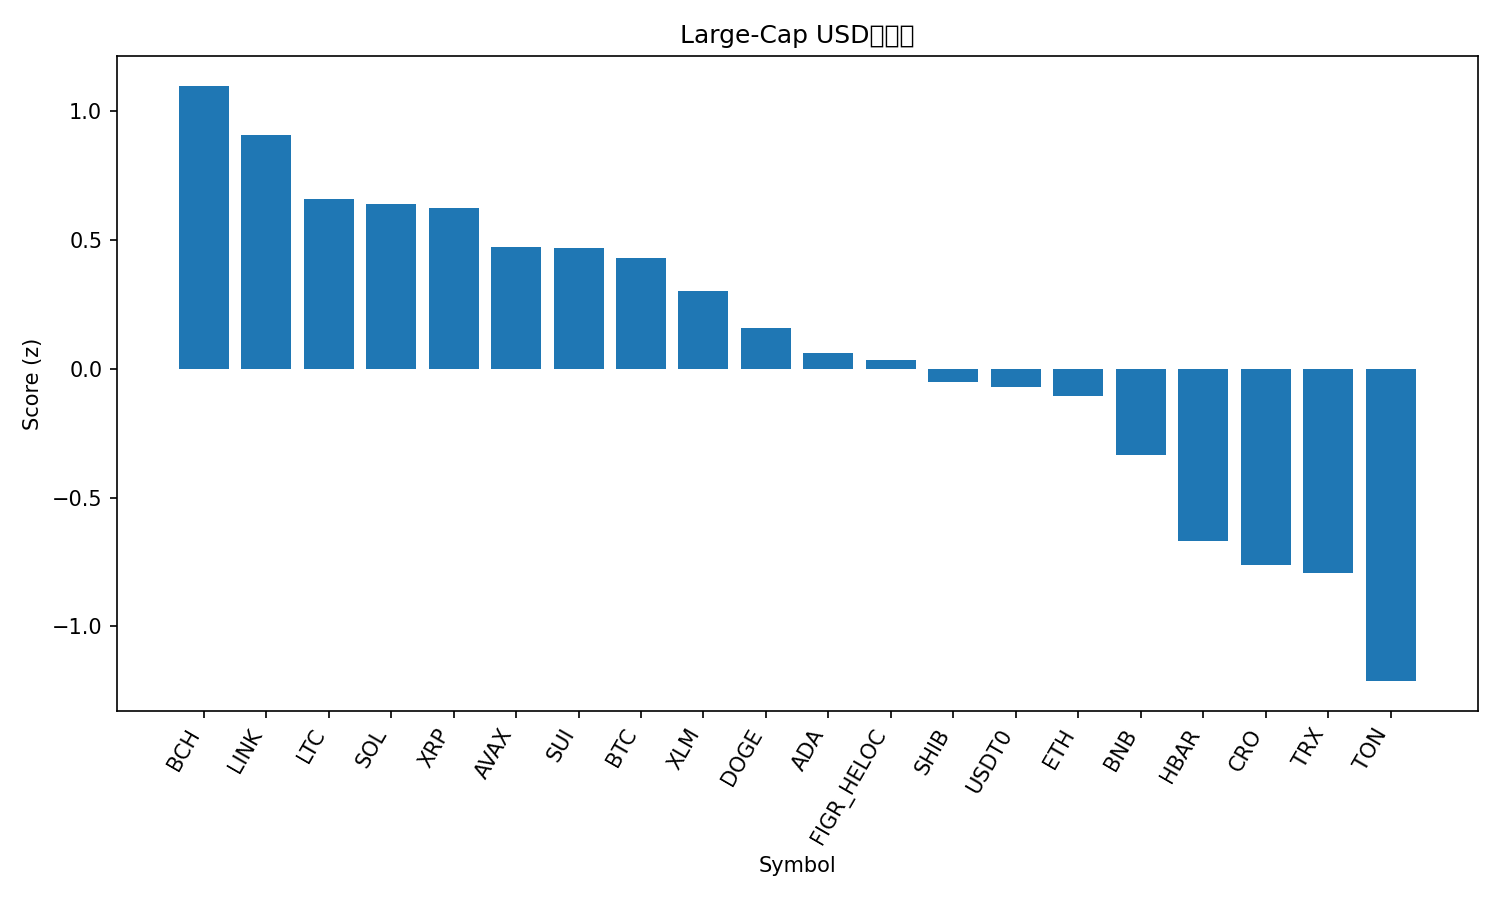 Large-Cap USD
1.0
0.5
0.0
−0.5
−1.0
Score (z)
BCH
LINK
LTC
SOL
XRP
AVAX
SUI
BTC
XLM
DOGE
ADA
FIGR_HELOC
SHIB
USDT0
ETH
BNB
HBAR
CRO
TRX
TON
Symbol